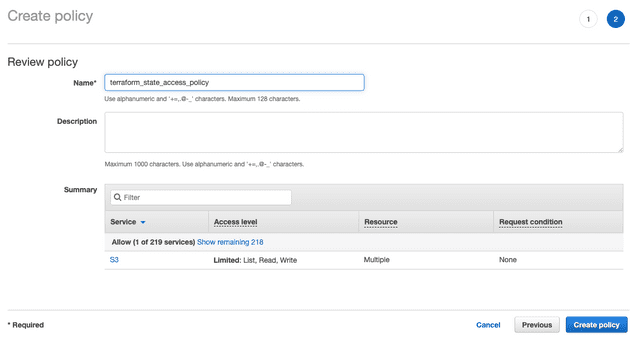 Create policy
1
2
Review policy
Name*
terraform_state_access_policy
Use alphanumeric and '+=,.@-_' characters. Maximum 128 characters.
Description
Maximum 1000 characters. Use alphanumeric and '+=,.@-_' characters.
Summary
Filter
Service Access level Resource Request condition
Allow (1 of 219 services) Show remaining 218
S3 Limited: List, Read, Write Multiple None
* Required Cancel Previous Create policy